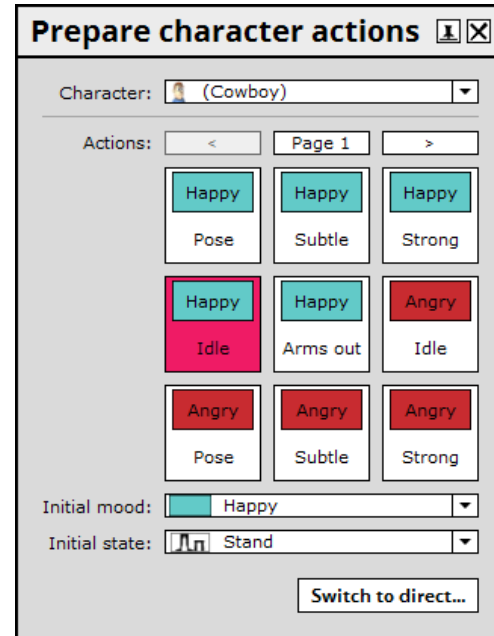 Prepare character actions
Character: (Cowboy)
Actions: < Page 1 >
Happy Happy Happy
Pose Subtle Strong
Happy Happy Angry
Idle Arms out Idle
Angry Angry Angry
Pose Subtle Strong
Initial mood: Happy
Initial state: Stand
Switch to direct...